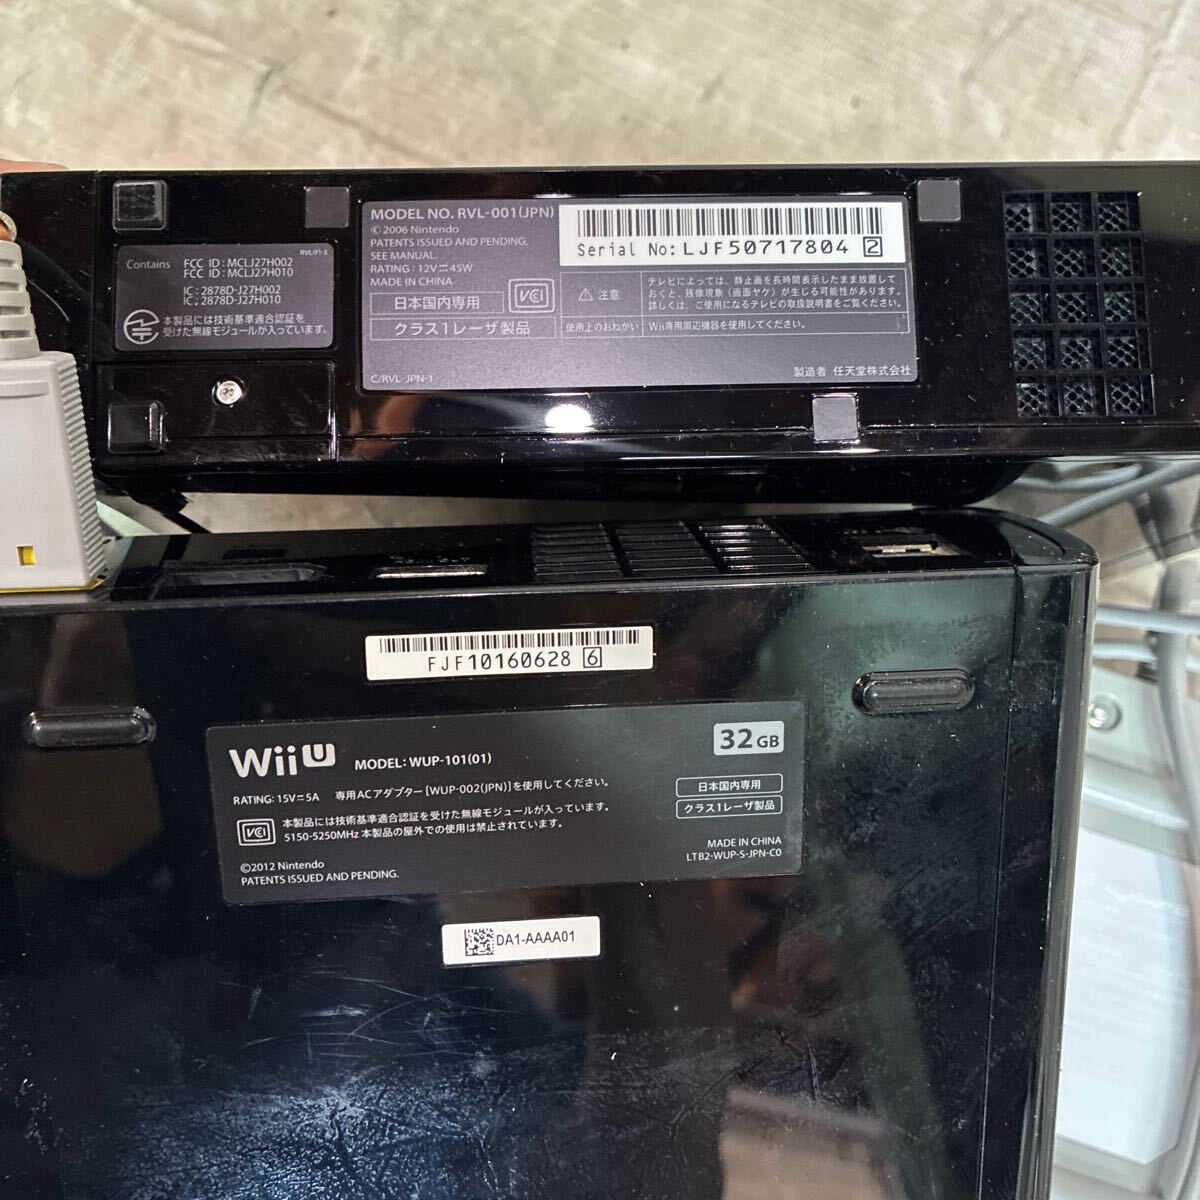 MODEL NO. RVL-001(JPN)
© 2006 Nintendo
PATENTS ISSUED AND PENDING,
SEE MANUAL.
RATING : 12V⎓45W
MADE IN CHINA
日本国内専用
VCI
クラス1レーザ製品
C/RVL-JPN-1
Serial No:LJF50717804 2
⚠ 注意
テレビによっては、静止画を長時間表示したまま放置して
おくと、残像現象(画面ヤケ)が生じる可能性があります。
詳しくは、ご使用になるテレビの取扱説明書をご覧ください。
使用上のおねがい
Wii専用周辺機器を使用してください。
製造者 任天堂株式会社
RVL(F)-S
Contains
FCC ID : MCLJ27H002
FCC ID : MCLJ27H010
IC : 2878D-J27H002
IC : 2878D-J27H010
本製品には技術基準適合認証を
受けた無線モジュールが入っています。
FJF10160628 6
WiiU
MODEL: WUP-101(01)
32GB
RATING: 15V⎓5A 専用ACアダプター[WUP-002(JPN)]を使用してください。
日本国内専用
クラス1レーザ製品
VCI
本製品には技術基準適合認証を受けた無線モジュールが入っています。
5150-5250MHz 本製品の屋外での使用は禁止されています。
©2012 Nintendo
PATENTS ISSUED AND PENDING.
MADE IN CHINA
LTB2-WUP-S-JPN-C0
DA1-AAAA01